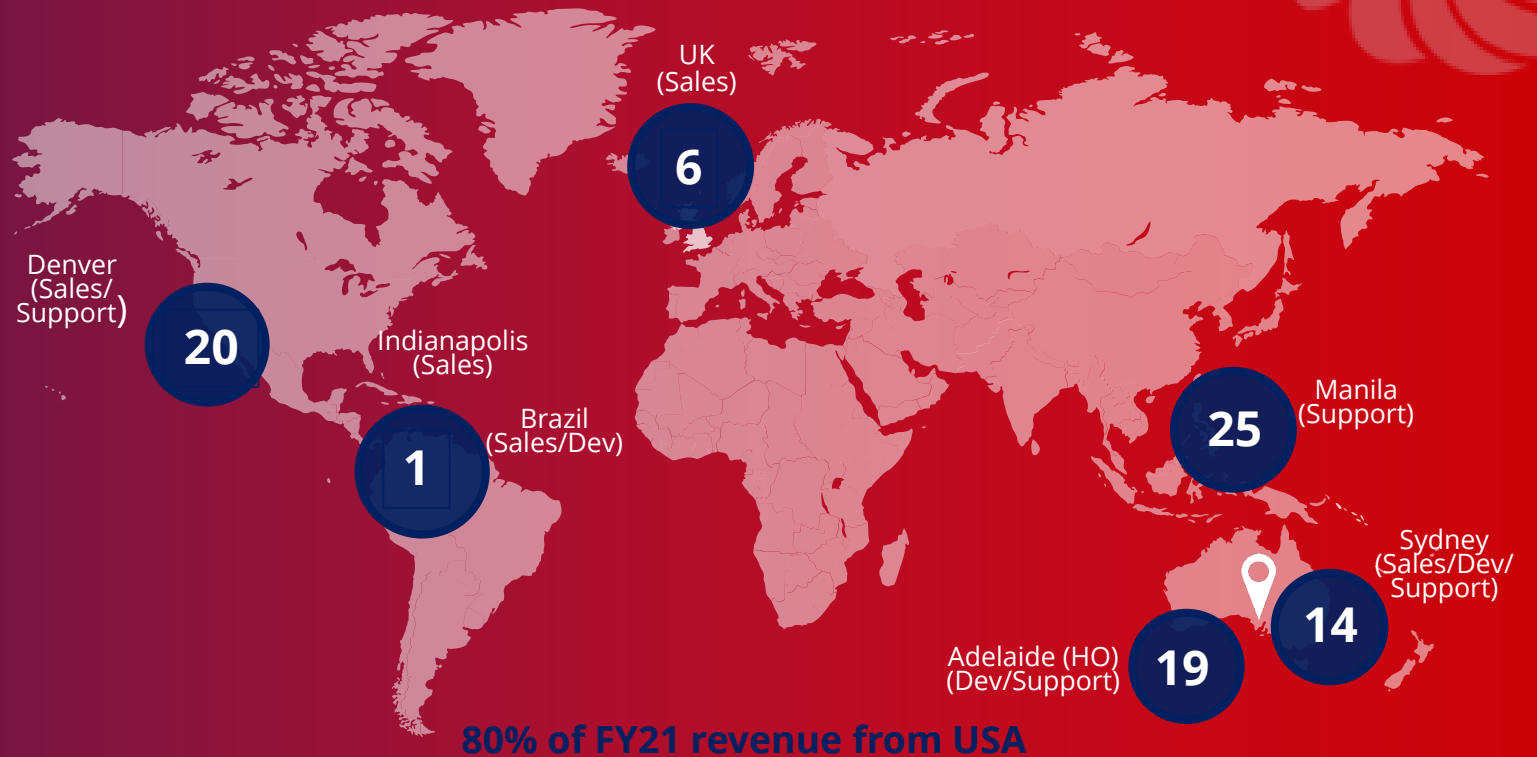 UK
(Sales)
6
Denver
(Sales/
Support)
20
Indianapolis
(Sales)
Brazil
(Sales/Dev)
1
Manila
(Support)
25
Sydney
(Sales/Dev/
Support)
14
Adelaide (HO)
(Dev/Support)
19
80% of FY21 revenue from USA